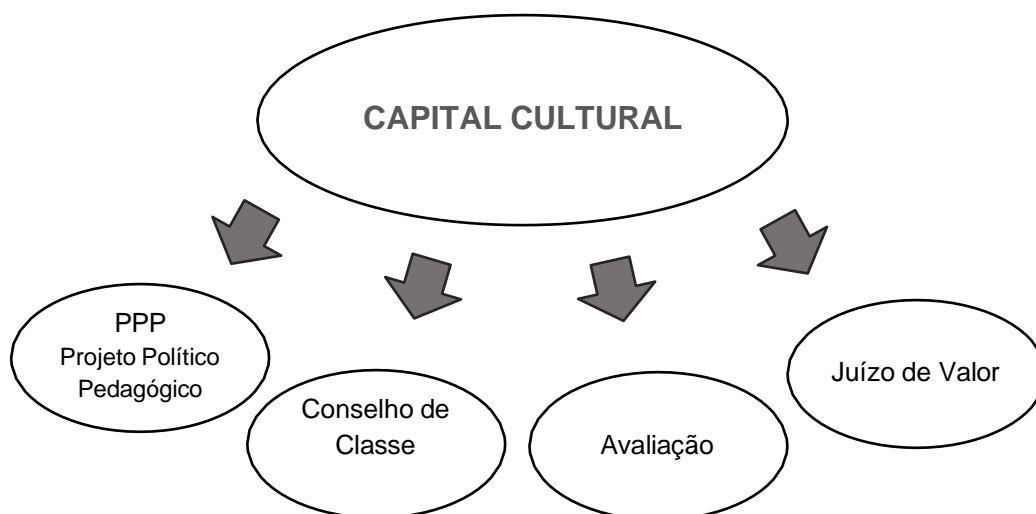 CAPITAL CULTURAL
PPP
Projeto Político
Pedagógico
Conselho de
Classe
Avaliação
Juízo de Valor